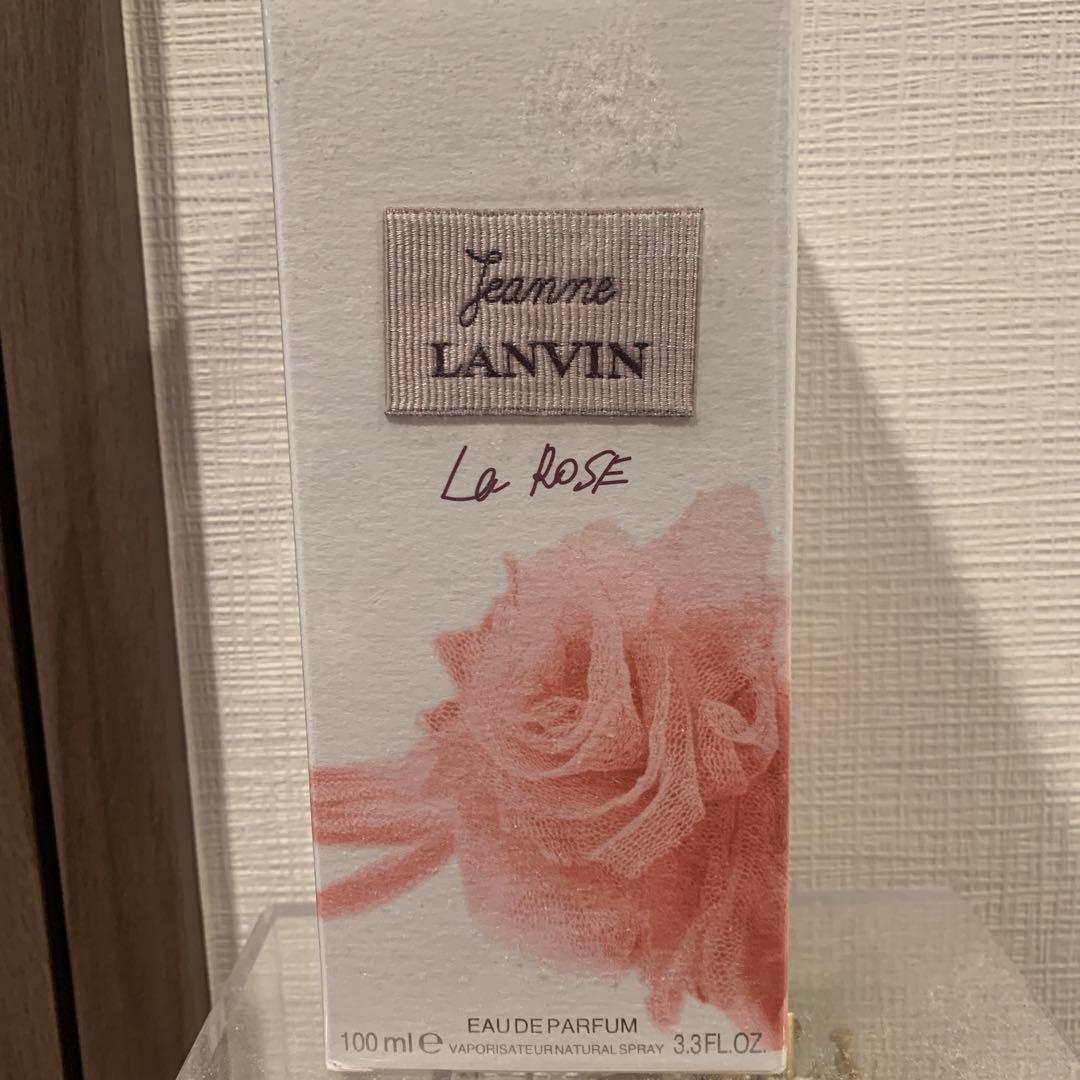 Jeanne
LANVIN
La ROSE
EAU DE PARFUM
100 ml ℮ VAPORISATEUR NATURAL SPRAY 3.3 FL.OZ.